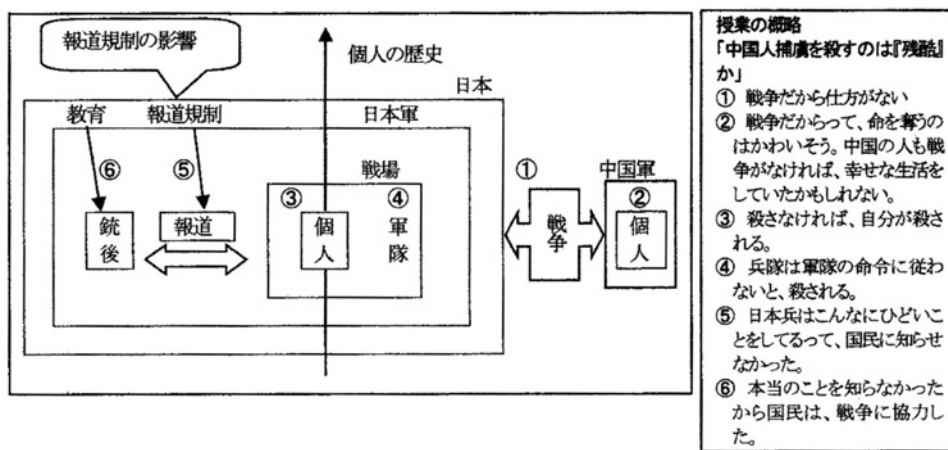 報道規制の影響
個人の歴史
日本
教育
報道規制
日本軍
戦場
⑥
⑤
③
④
①
中国軍
②
銃後
報道
個人
軍隊
戦争
個人
授業の概略
「中国人捕虜を殺すのは『残酷』
か」
① 戦争だから仕方がない
② 戦争だからって、命を奪うの
はかわいそう。中国の人も戦
争がなければ、幸せな生活を
していたかもしれない。
③ 殺さなければ、自分が殺さ
れる。
④ 兵隊は軍隊の命令に従わ
ないと、殺される。
⑤ 日本兵はこんなにひどいこ
とをしてるって、国民に知らせ
なかった。
⑥ 本当のことを知らなかった
から国民は、戦争に協力し
た。